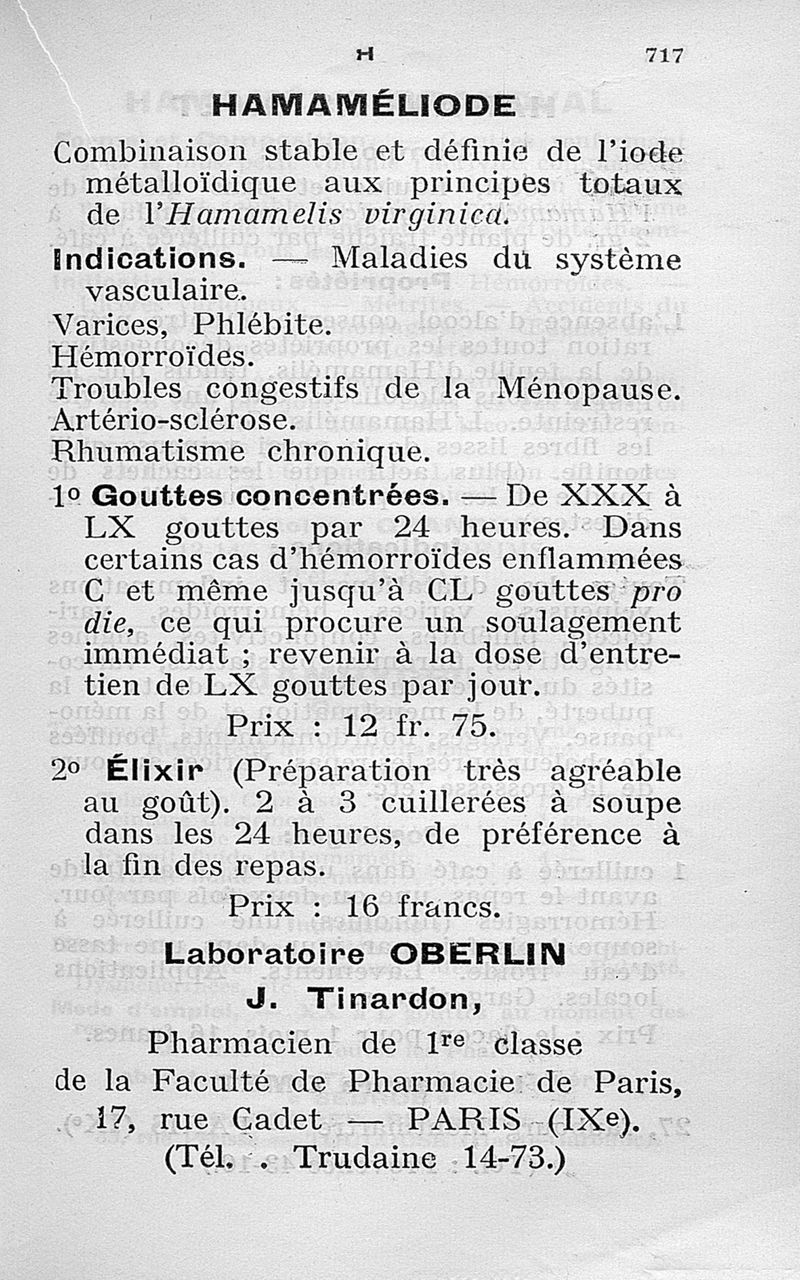 H 717
HAMAMÉLIODE
Combinaison stable et définie de l'iode
métalloïdique aux principes totaux
de l'Hamamelis virginica.
Indications. — Maladies du système
vasculaire.
Varices, Phlébite.
Hémorroïdes.
Troubles congestifs de la Ménopause.
Artério-sclérose.
Rhumatisme chronique.
1º Gouttes concentrées. — De XXX à
LX gouttes par 24 heures. Dans
certains cas d'hémorroïdes enflammées
C et même jusqu'à CL gouttes pro
die, ce qui procure un soulagement
immédiat ; revenir à la dose d'entre-
tien de LX gouttes par jour.
Prix : 12 fr. 75.
2º Élixir (Préparation très agréable
au goût). 2 à 3 cuillerées à soupe
dans les 24 heures, de préférence à
la fin des repas.
Prix : 16 francs.
Laboratoire OBERLIN
J. Tinardon,
Pharmacien de 1re classe
de la Faculté de Pharmacie de Paris,
17, rue Cadet — PARIS (IXe).
(Tél. : Trudaine 14-73.)